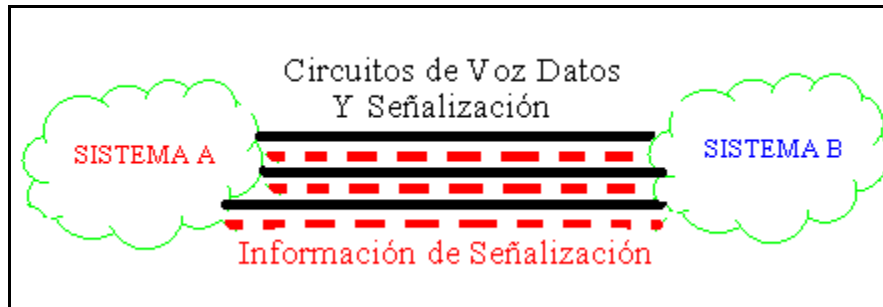 Circuitos de Voz Datos
Y Señalización
SISTEMA A
SISTEMA B
Información de Señalización